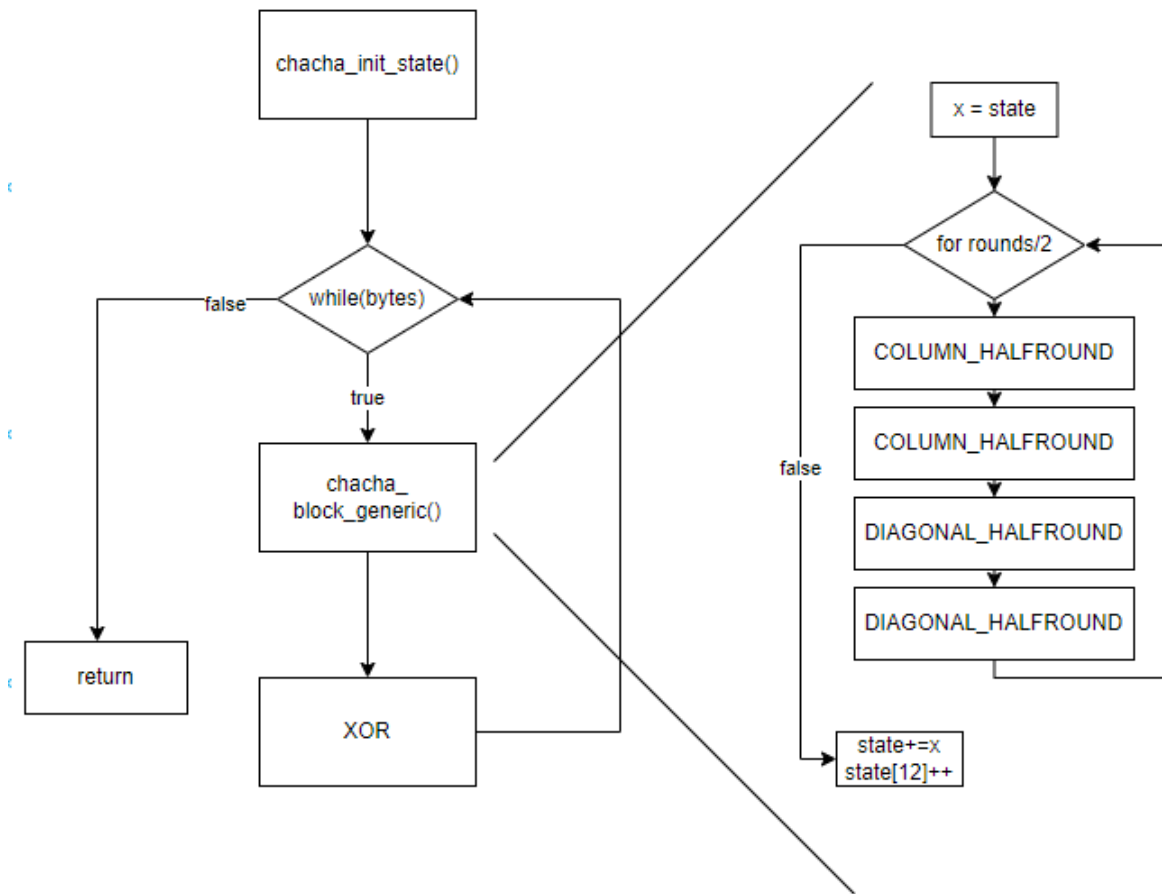 chacha_init_state()
while(bytes)
false
true
chacha_
block_generic()
return
XOR
x = state
for rounds/2
COLUMN_HALFROUND
COLUMN_HALFROUND
false
DIAGONAL_HALFROUND
DIAGONAL_HALFROUND
state+=x
state[12]++